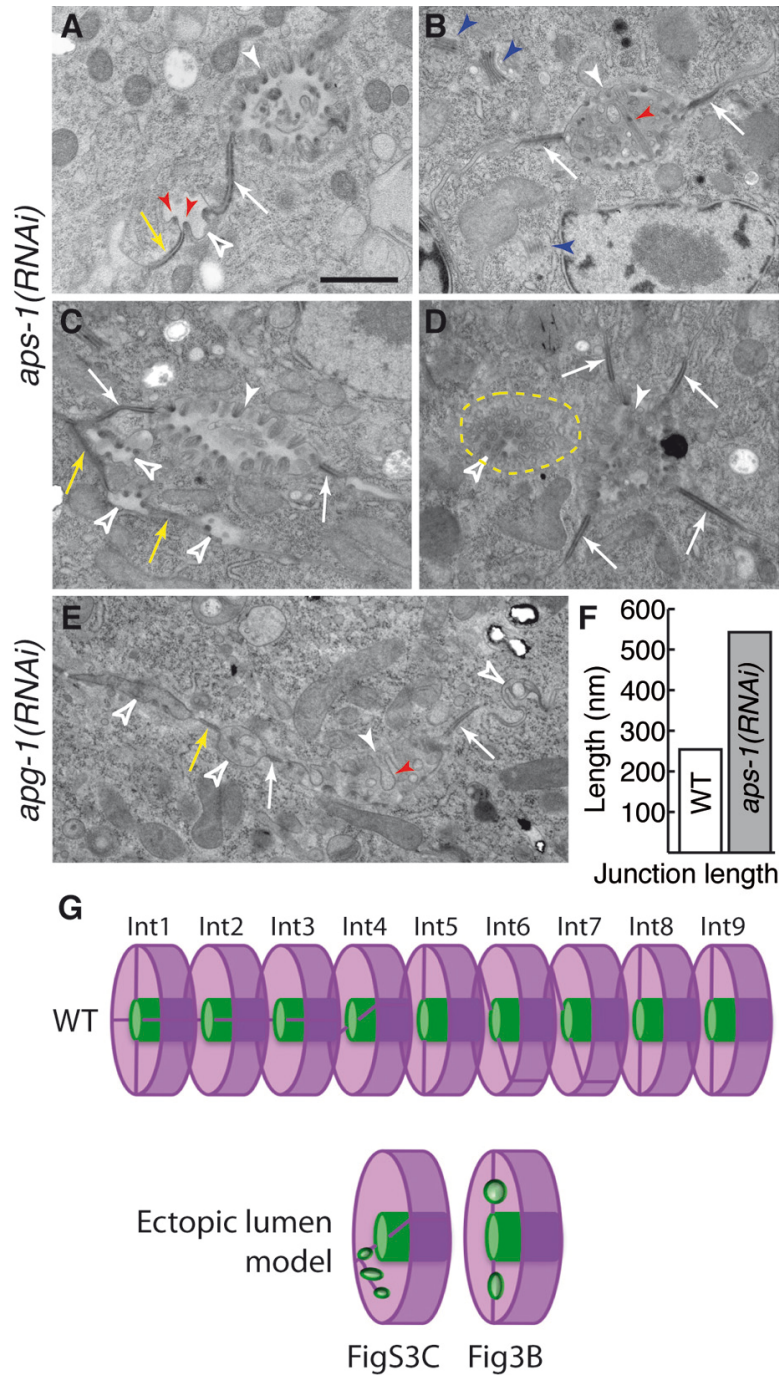 A
B
aps-1(RNAi)
C
D
E
apg-1(RNAi)
F
600
500
400
300
200
100
Length (nm)
WT
aps-1(RNAi)
Junction length
G
Int1 Int2 Int3 Int4 Int5 Int6 Int7 Int8 Int9
WT
Ectopic lumen
model
FigS3C Fig3B